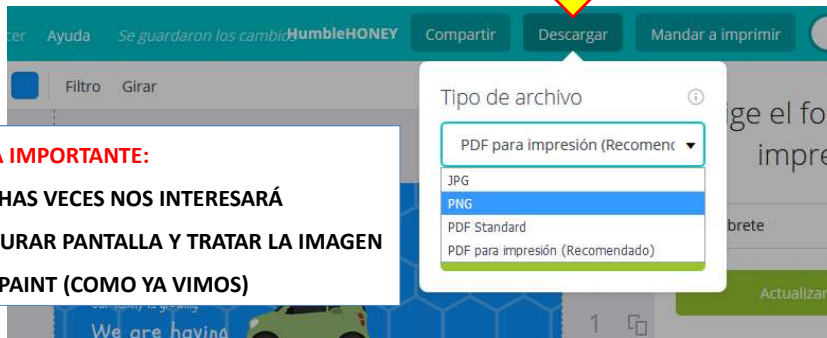 Ayuda Se guardaron los cambios HumbleHONEY Compartir Descargar Mandar a imprimir
Filtro Girar
Tipo de archivo
ige el fo
impre
PDF para impresión (Recomenc
JPG
PNG
PDF Standard
PDF para impresión (Recomendado)
IMPORTANTE:
HAS VECES NOS INTERESARÁ
URAR PANTALLA Y TRATAR LA IMAGEN
PAINT (COMO YA VIMOS)
brete
Actualizar
We are having
1